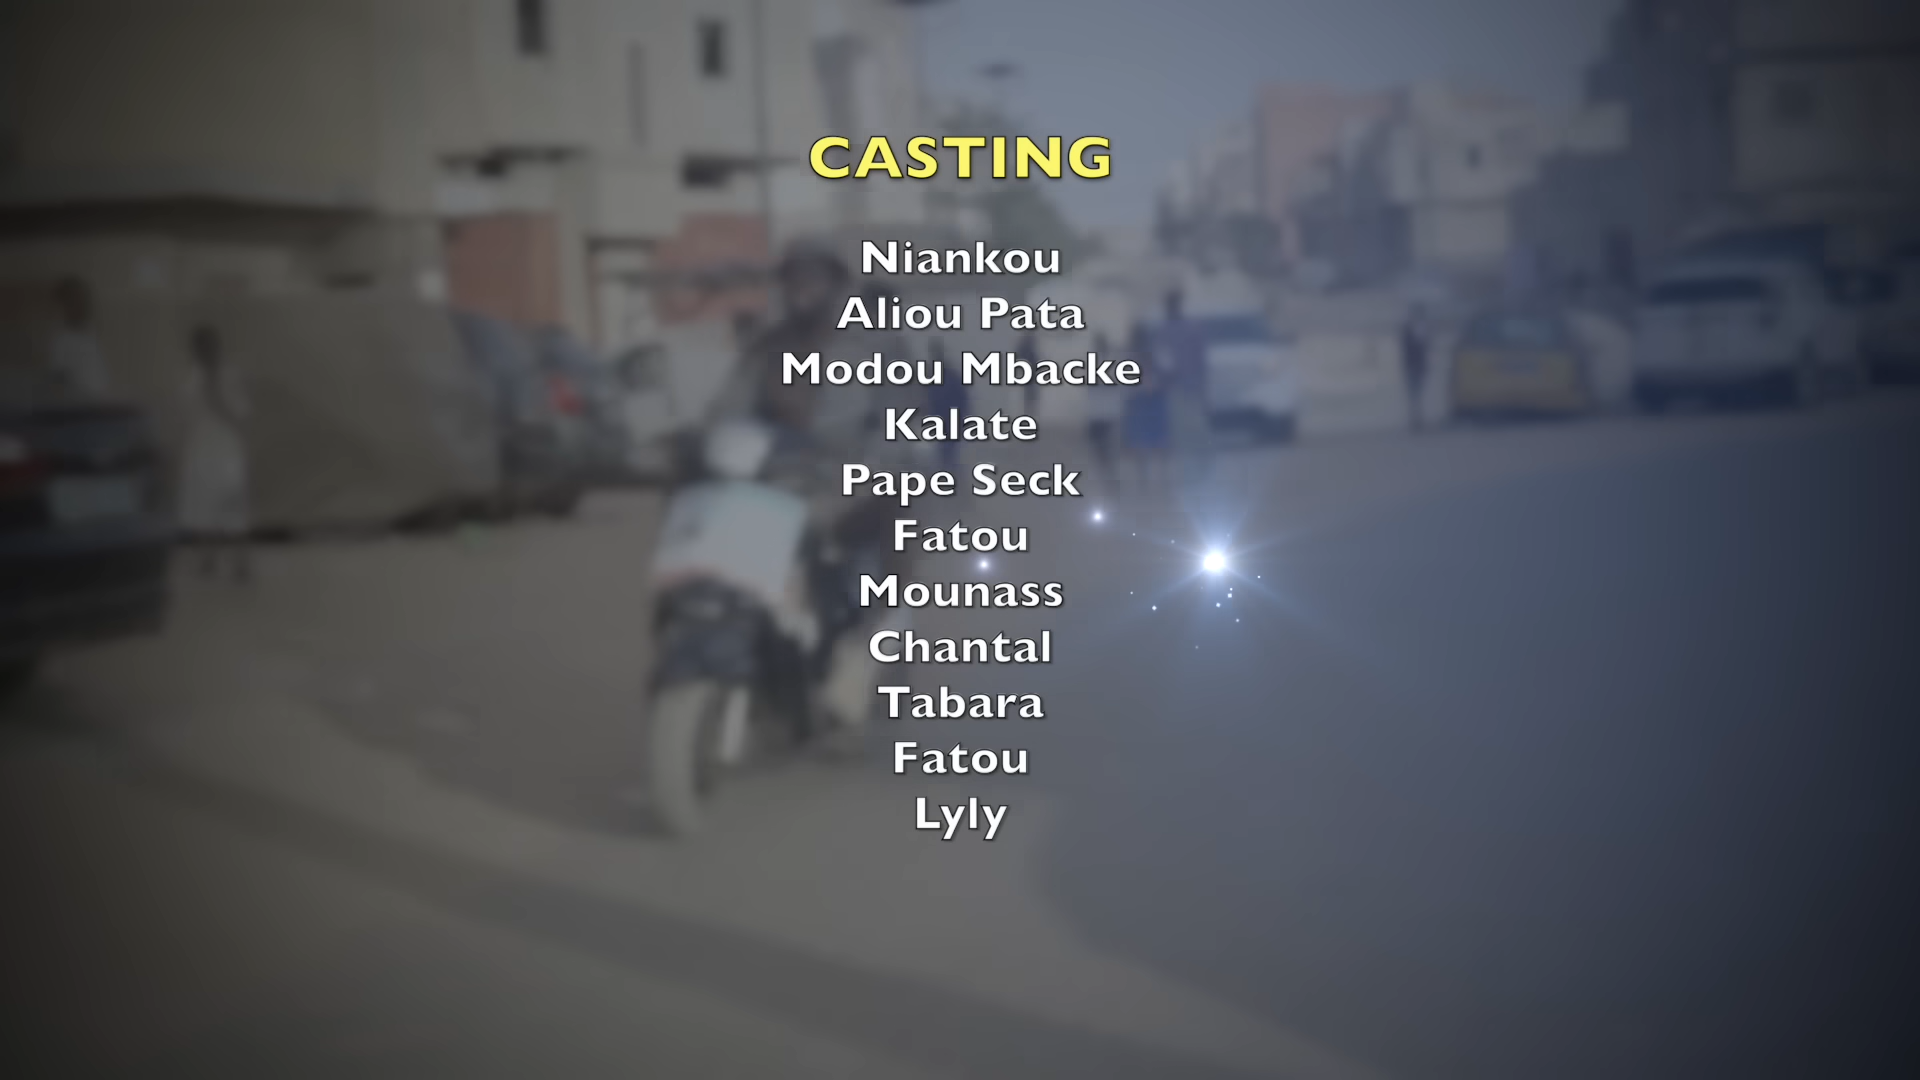 CASTING
Niankou
Aliou Pata
Modou Mbacke
Kalate
Pape Seck
Fatou
Mounass
Chantal
Tabara
Fatou
Lyly